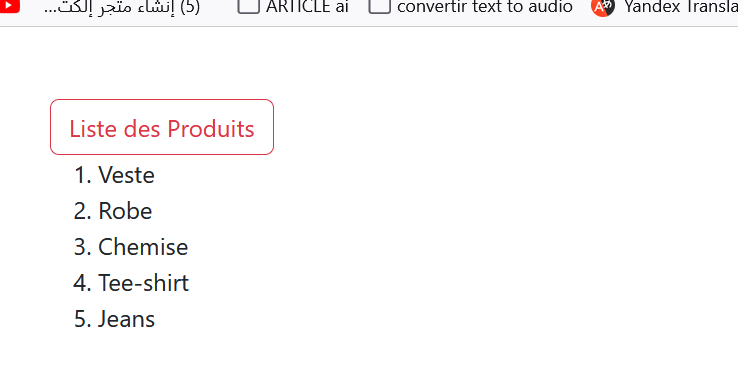 (5) إنشاء متجر إلكت...
ARTICLE ai
convertir text to audio
Yandex Transla
Liste des Produits
1. Veste
2. Robe
3. Chemise
4. Tee-shirt
5. Jeans